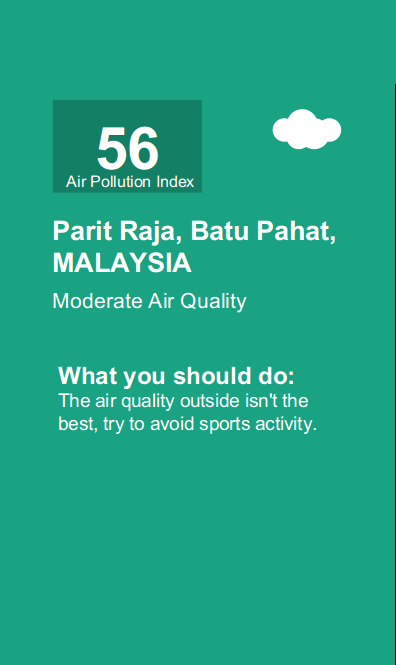 56
Air Pollution Index
Parit Raja, Batu Pahat,
MALAYSIA
Moderate Air Quality
What you should do:
The air quality outside isn't the
best, try to avoid sports activity.